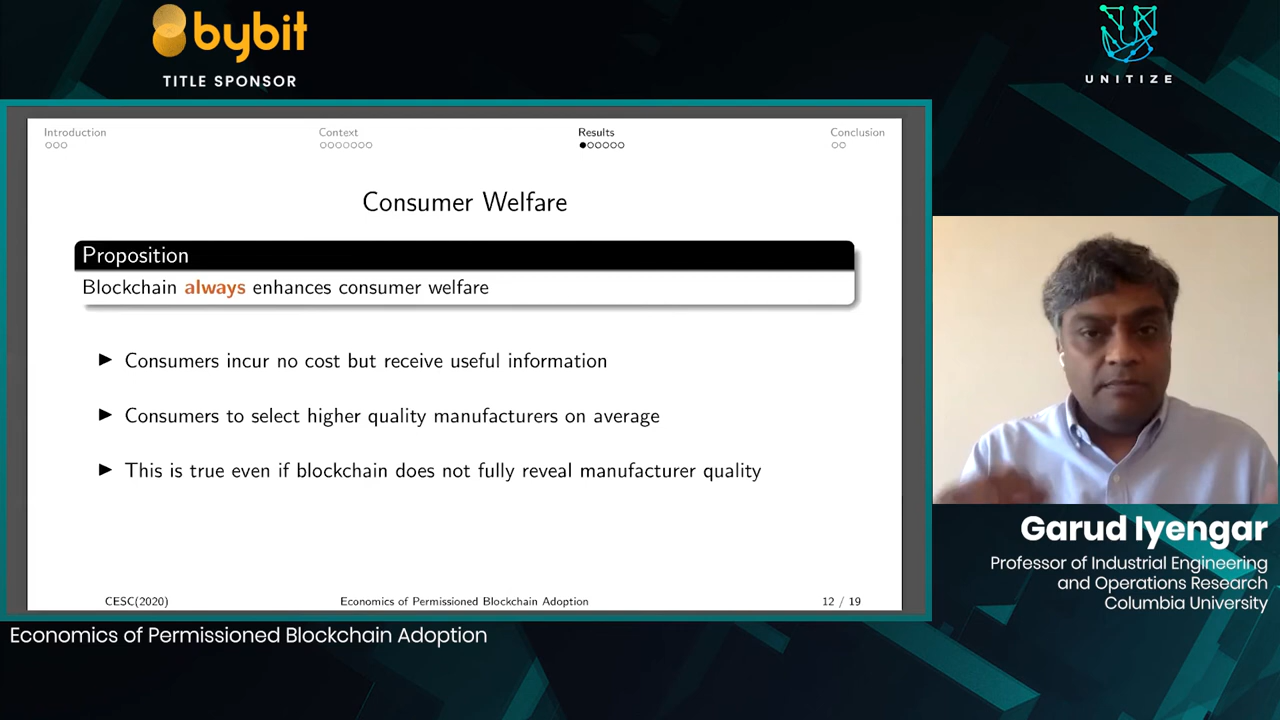 bybit
TITLE SPONSOR
UNITIZE
Introduction
Context
Results
Conclusion
Consumer Welfare
Proposition
Blockchain always enhances consumer welfare
Consumers incur no cost but receive useful information
Consumers to select higher quality manufacturers on average
This is true even if blockchain does not fully reveal manufacturer quality
CESC(2020)
Economics of Permissioned Blockchain Adoption
12 / 19
Garud Iyengar
Professor of Industrial Engineering
and Operations Research
Columbia University
Economics of Permissioned Blockchain Adoption